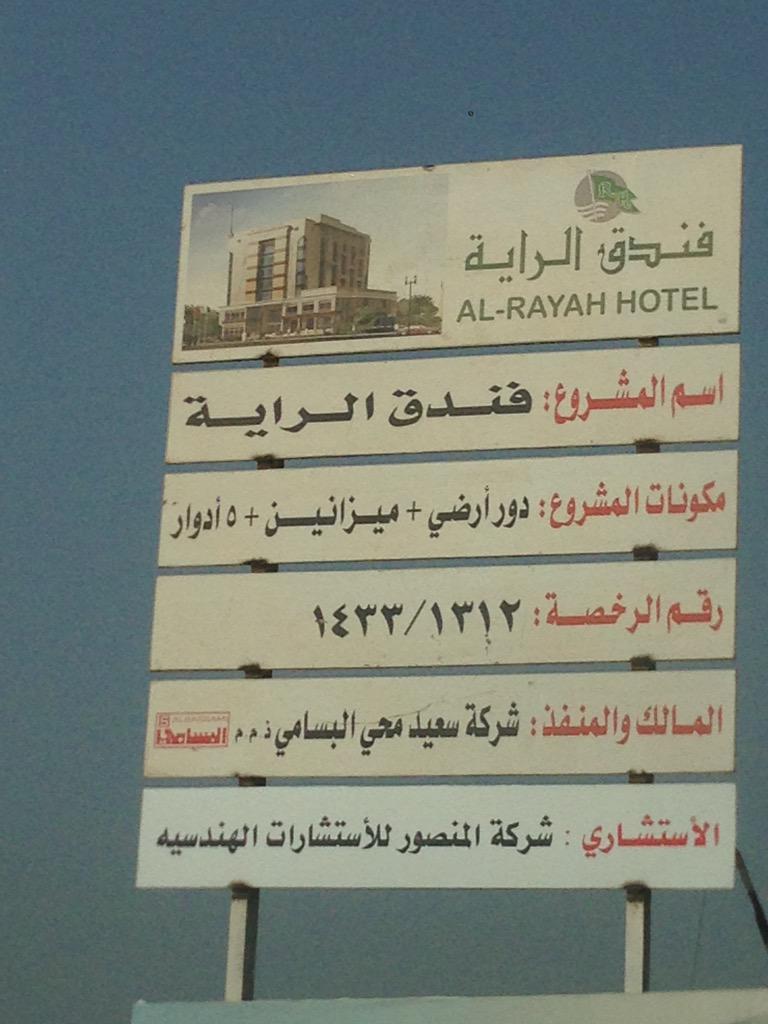 R H
فندق الراية
AL-RAYAH HOTEL
اسم المشروع: فندق الراية
مكونات المشروع: دور أرضي + ميزانين + ٥ أدوار
رقم الرخصة: ١٤٣٣/١٣١٢
المالك والمنفذ: شركة سعيد محي البسامي ذ م م البسامي
الأستشاري : شركة المنصور للأستشارات الهندسيه